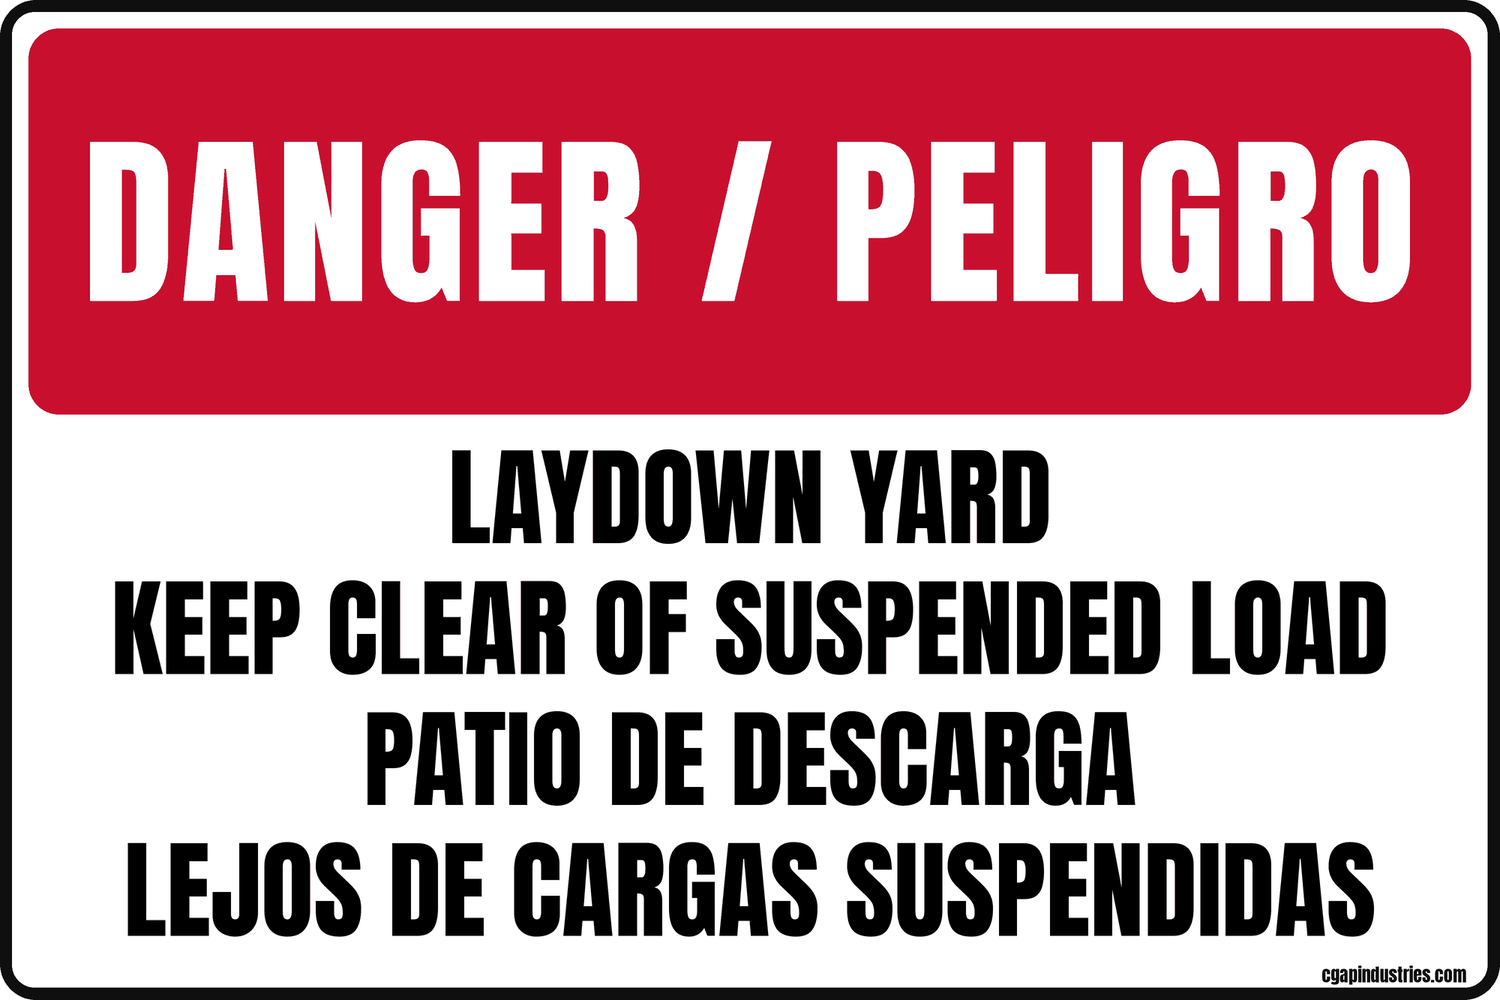 DANGER / PELIGRO
LAYDOWN YARD
KEEP CLEAR OF SUSPENDED LOAD
PATIO DE DESCARGA
LEJOS DE CARGAS SUSPENDIDAS
cgapindustries.com